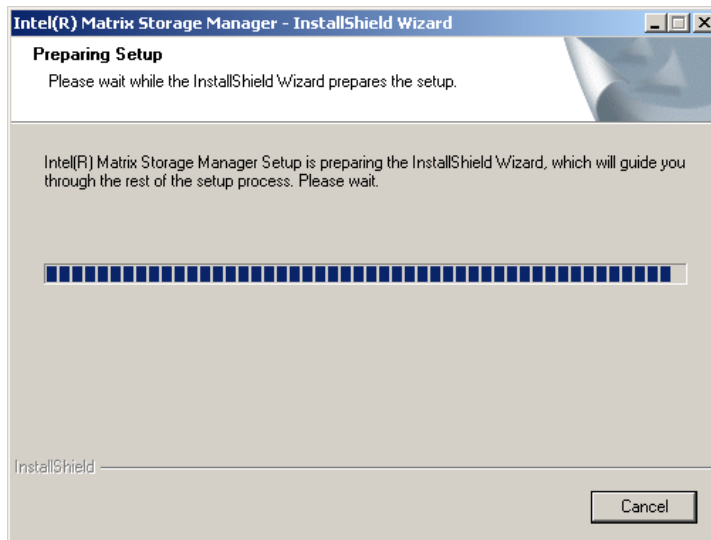 Intel(R) Matrix Storage Manager - InstallShield Wizard
Preparing Setup
Please wait while the InstallShield Wizard prepares the setup.
Intel(R) Matrix Storage Manager Setup is preparing the InstallShield Wizard, which will guide you
through the rest of the setup process. Please wait.
InstallShield
Cancel